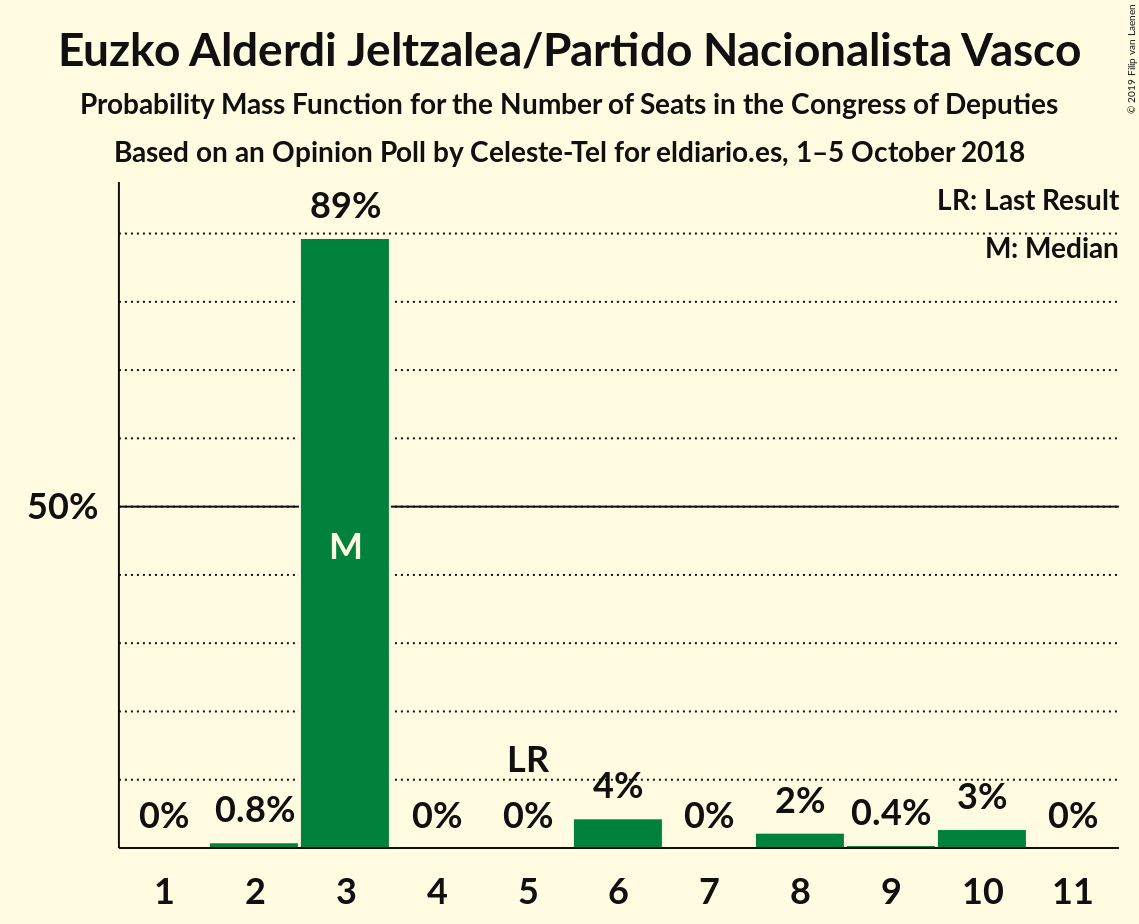 Euzko Alderdi Jeltzalea/Partido Nacionalista Vasco
Probability Mass Function for the Number of Seats in the Congress of Deputies
Based on an Opinion Poll by Celeste-Tel for eldiario.es, 1–5 October 2018
© 2019 Filip van Laenen
LR: Last Result
M: Median
89%
50%
M
LR
0% 0.8% 0% 0% 4% 0% 2% 0.4% 3% 0%
1 2 3 4 5 6 7 8 9 10 11